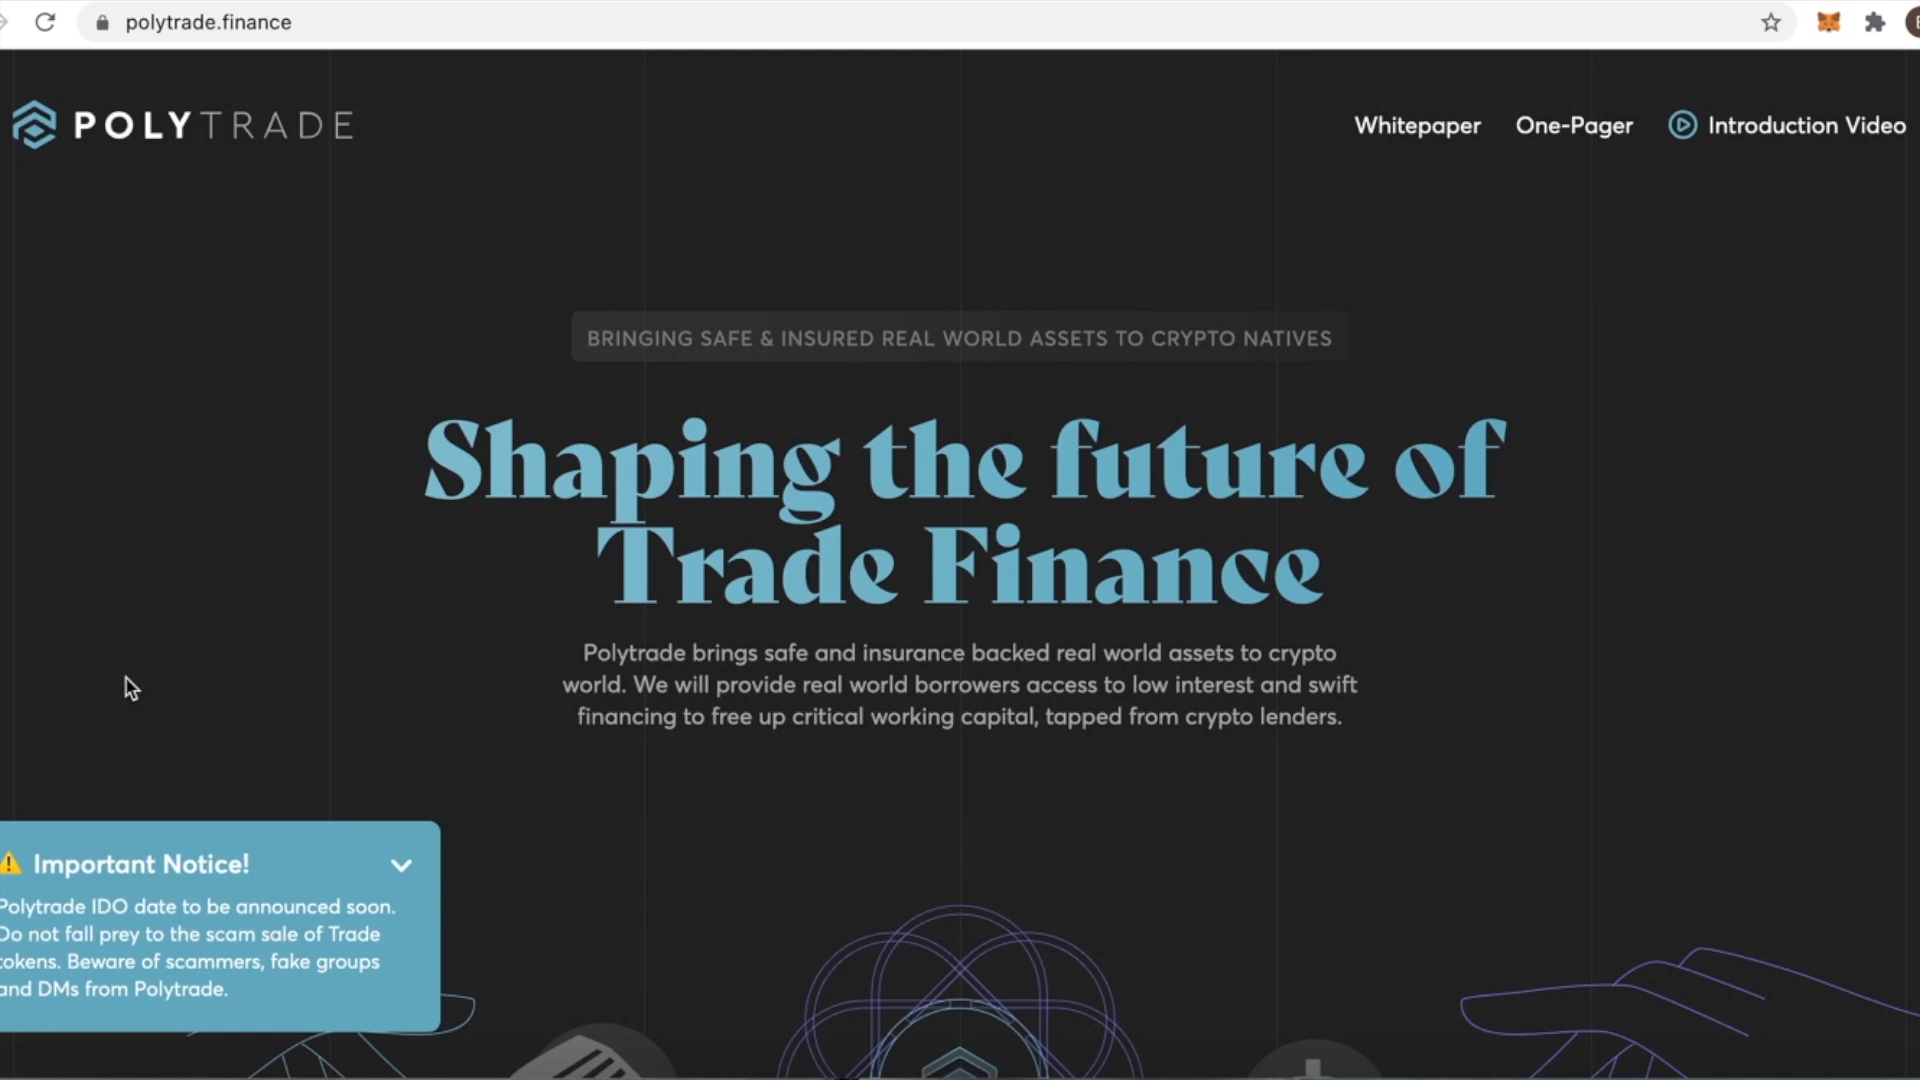 polytrade.finance
POLYTRADE
Whitepaper One-Pager Introduction Video
BRINGING SAFE & INSURED REAL WORLD ASSETS TO CRYPTO NATIVES
Shaping the future of
Trade Finance
Polytrade brings safe and insurance backed real world assets to crypto
world. We will provide real world borrowers access to low interest and swift
financing to free up critical working capital, tapped from crypto lenders.
Important Notice!
Polytrade IDO date to be announced soon.
Do not fall prey to the scam sale of Trade
tokens. Beware of scammers, fake groups
and DMs from Polytrade.